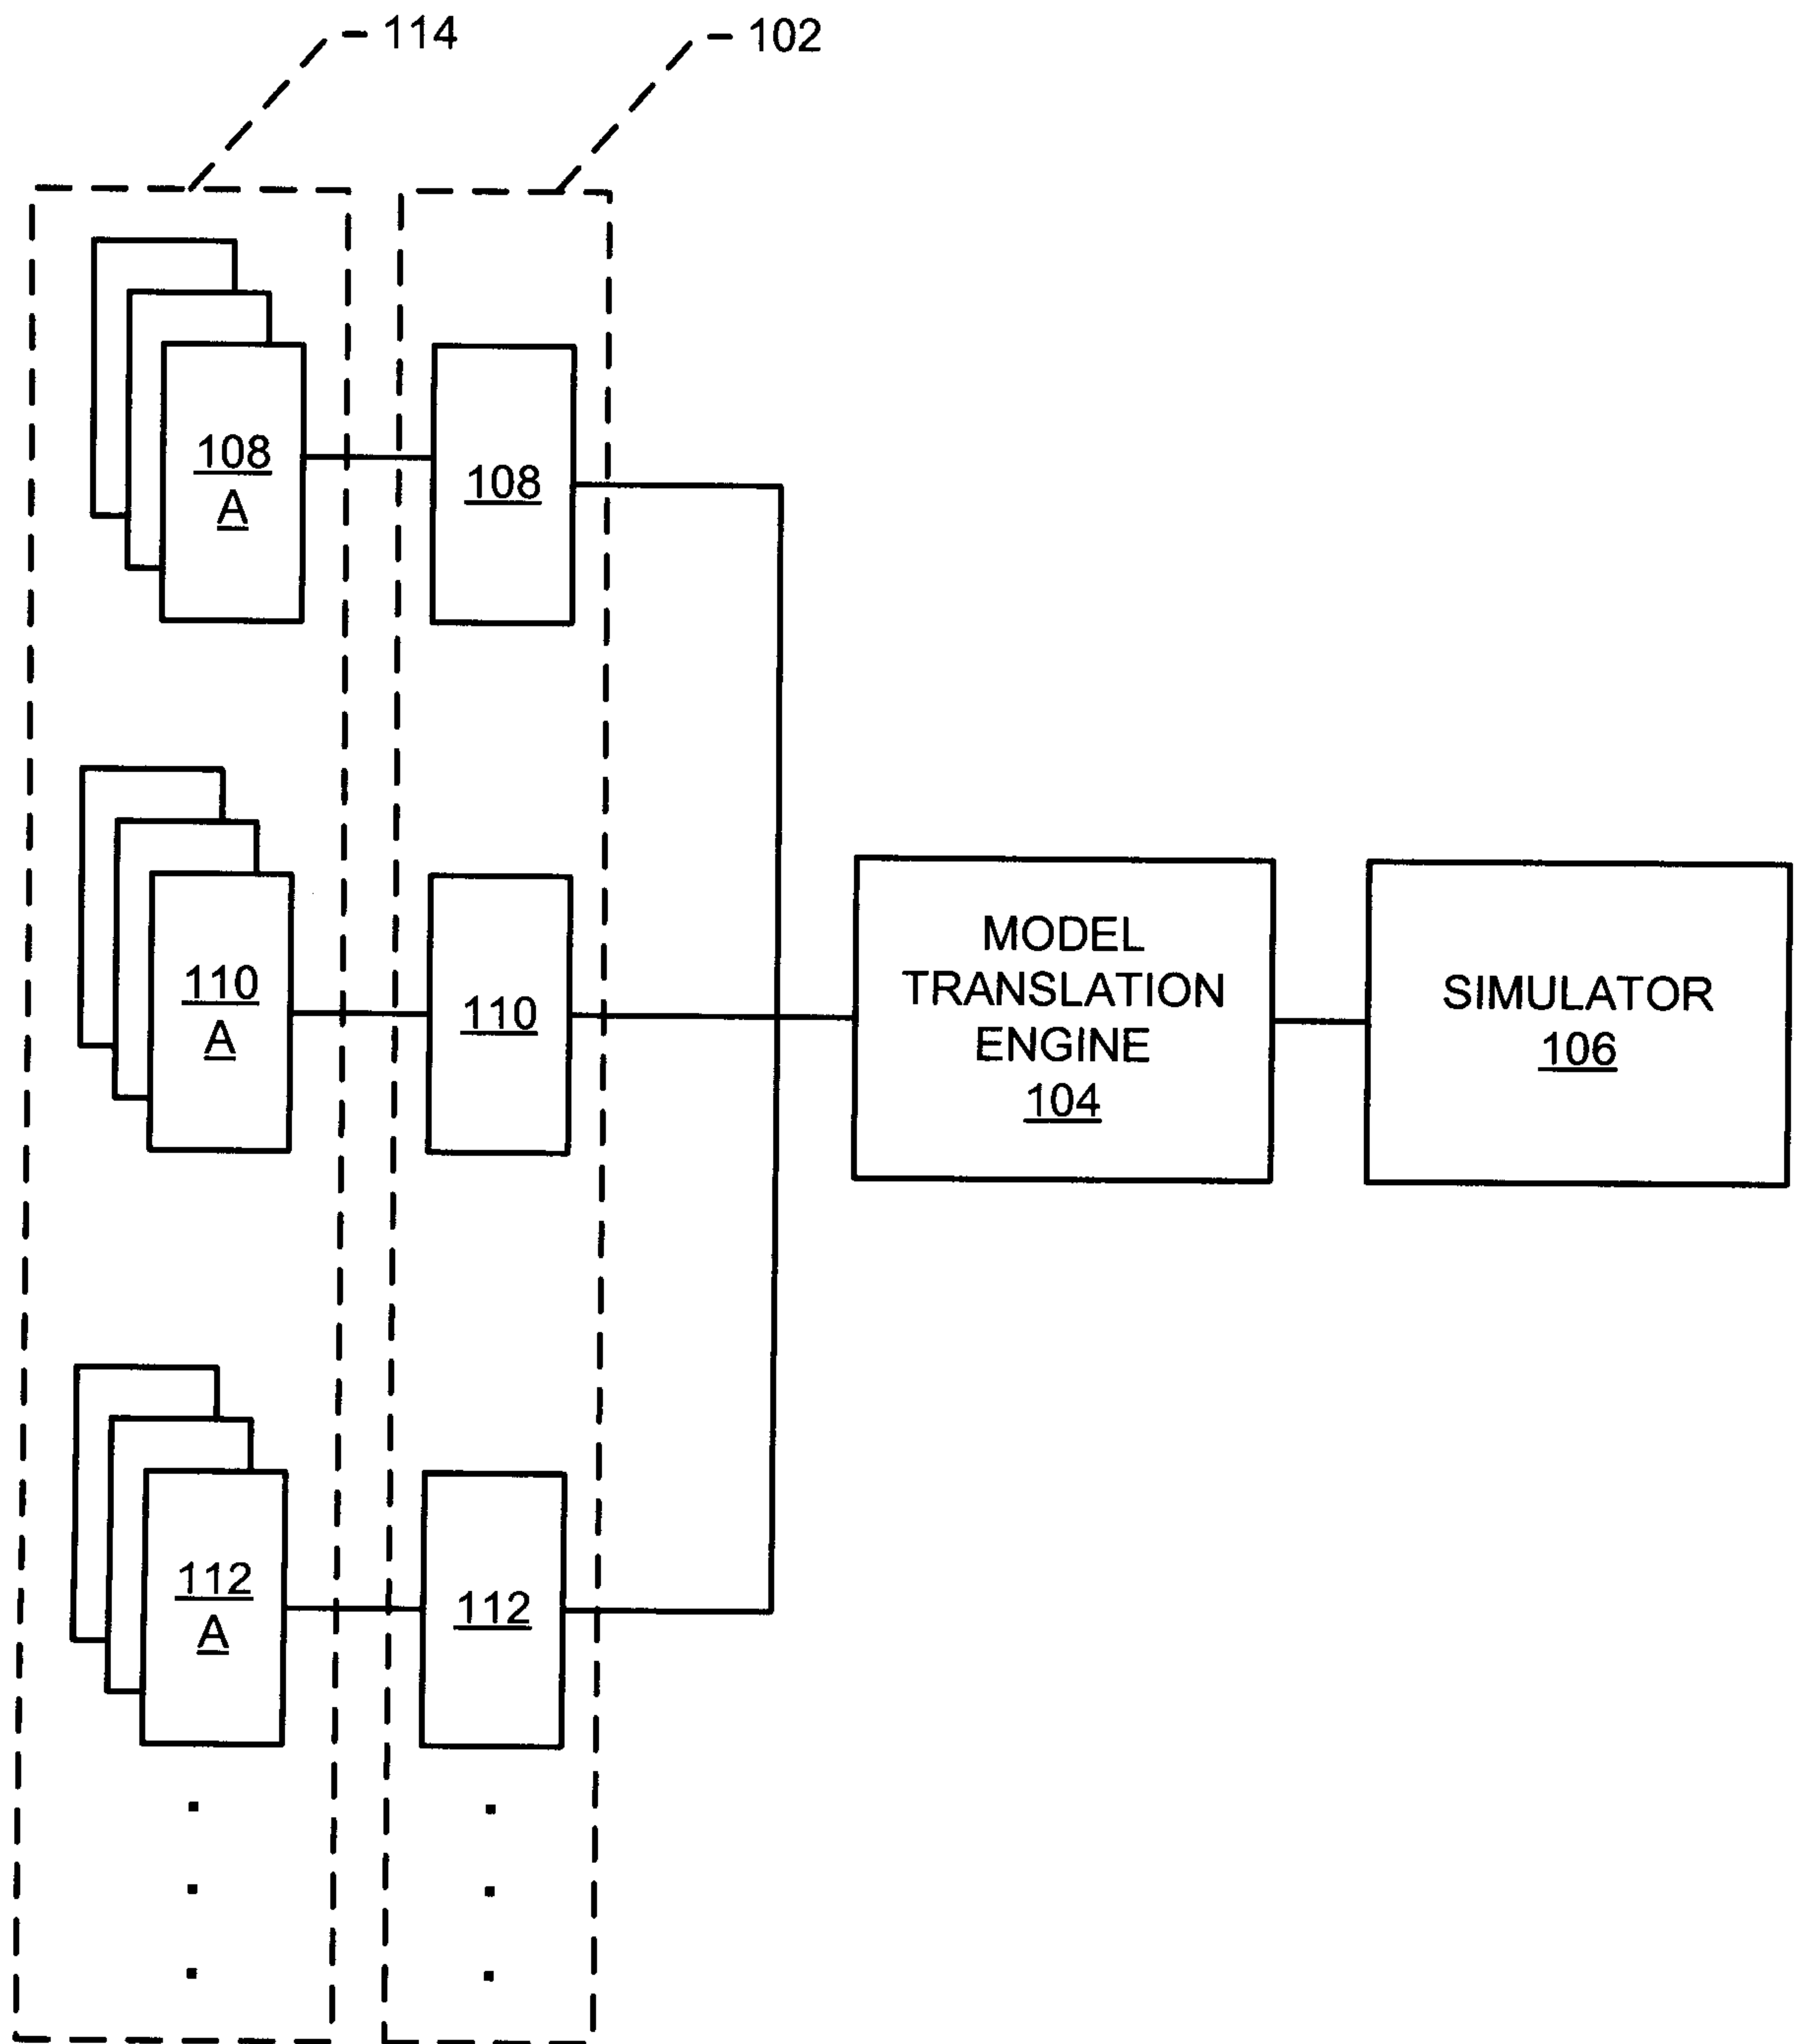 114
102
108
A
108
110
A
110
MODEL
TRANSLATION
ENGINE
104
SIMULATOR
106
112
A
112